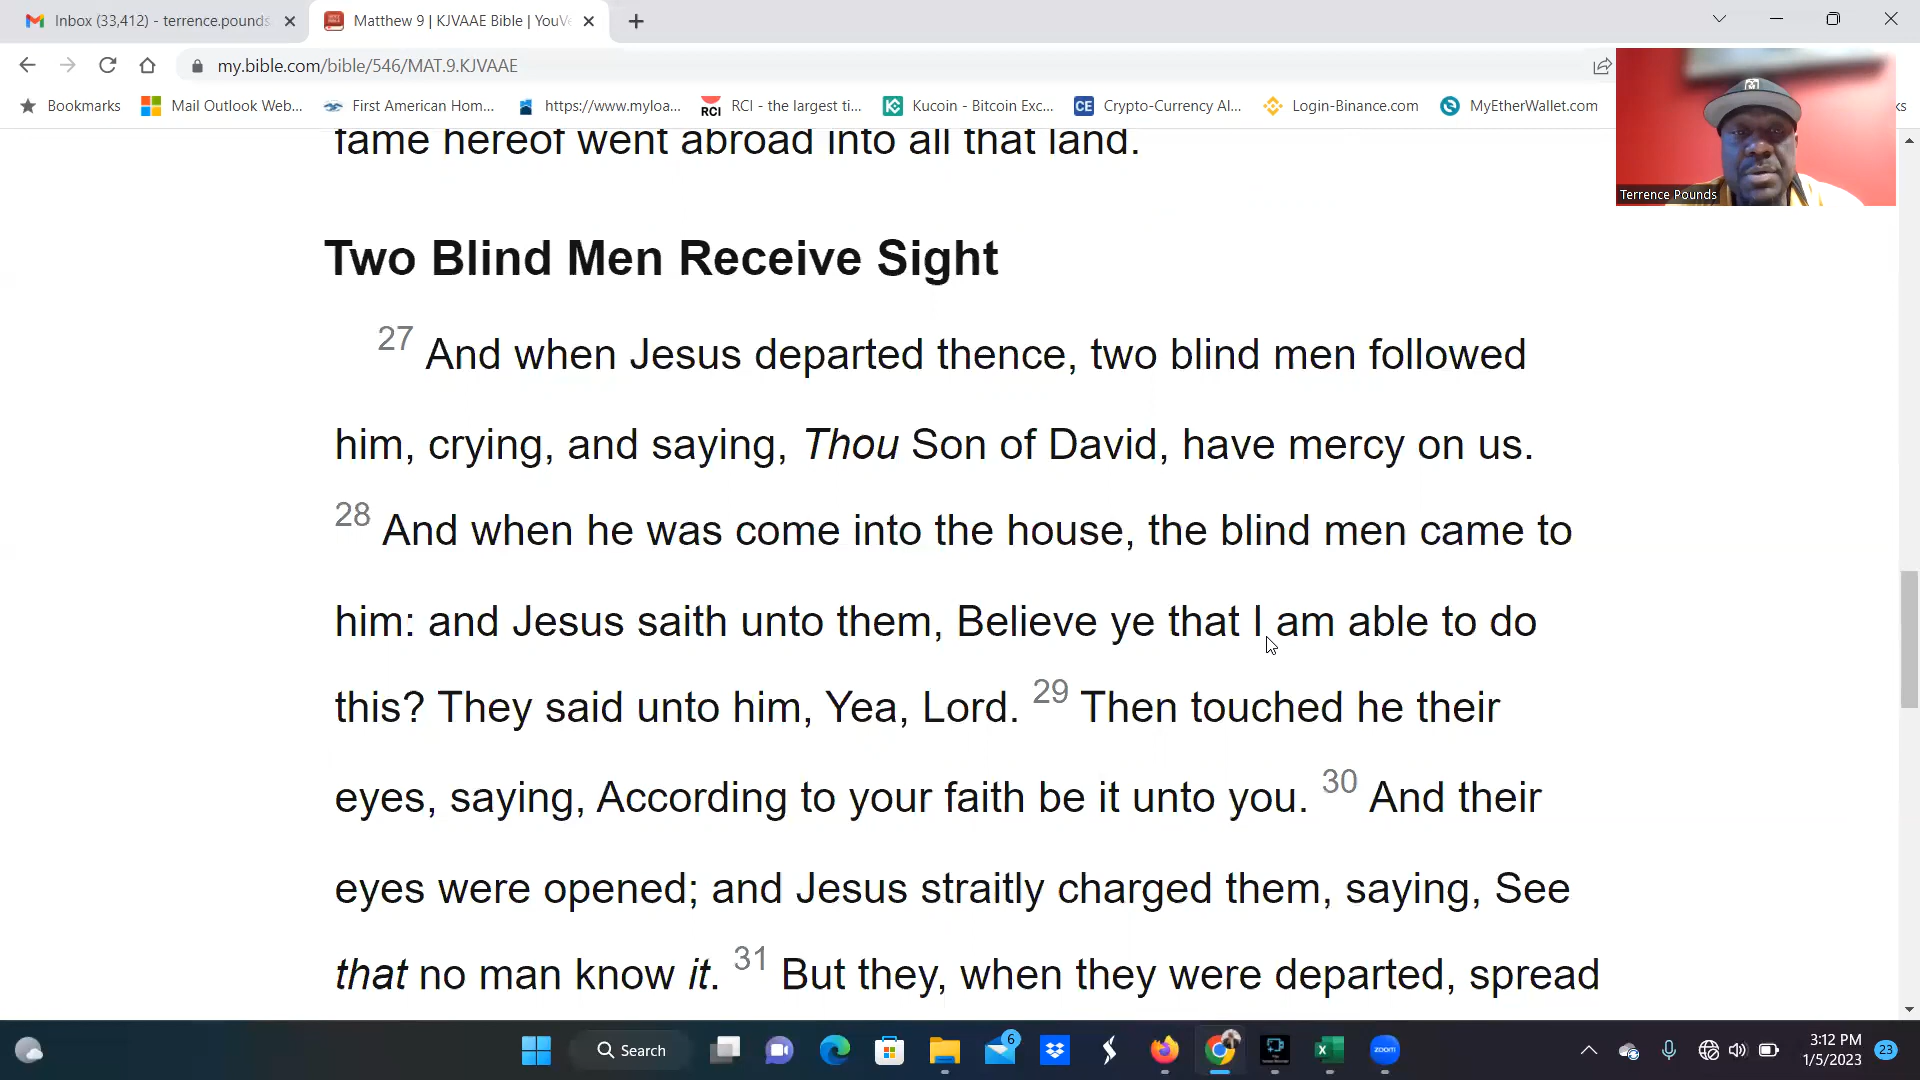 Inbox (33,412) - terrence.pounds
Matthew 9 | KJVAAE Bible | YouVe
my.bible.com/bible/546/MAT.9.KJVAAE
Bookmarks
Mail Outlook Web...
First American Hom...
https://www.myloa...
RCI
RCI - the largest ti...
Kucoin - Bitcoin Exc...
CE
Crypto-Currency Al...
Login-Binance.com
MyEtherWallet.com
ks
Terrence Pounds
fame hereof went abroad into all that land.
Two Blind Men Receive Sight
27 And when Jesus departed thence, two blind men followed
him, crying, and saying, Thou Son of David, have mercy on us.
28 And when he was come into the house, the blind men came to
him: and Jesus saith unto them, Believe ye that I am able to do
this? They said unto him, Yea, Lord. 29 Then touched he their
eyes, saying, According to your faith be it unto you. 30 And their
eyes were opened; and Jesus straitly charged them, saying, See
that no man know it. 31 But they, when they were departed, spread
Search
6
zoom
3:12 PM
1/5/2023
23